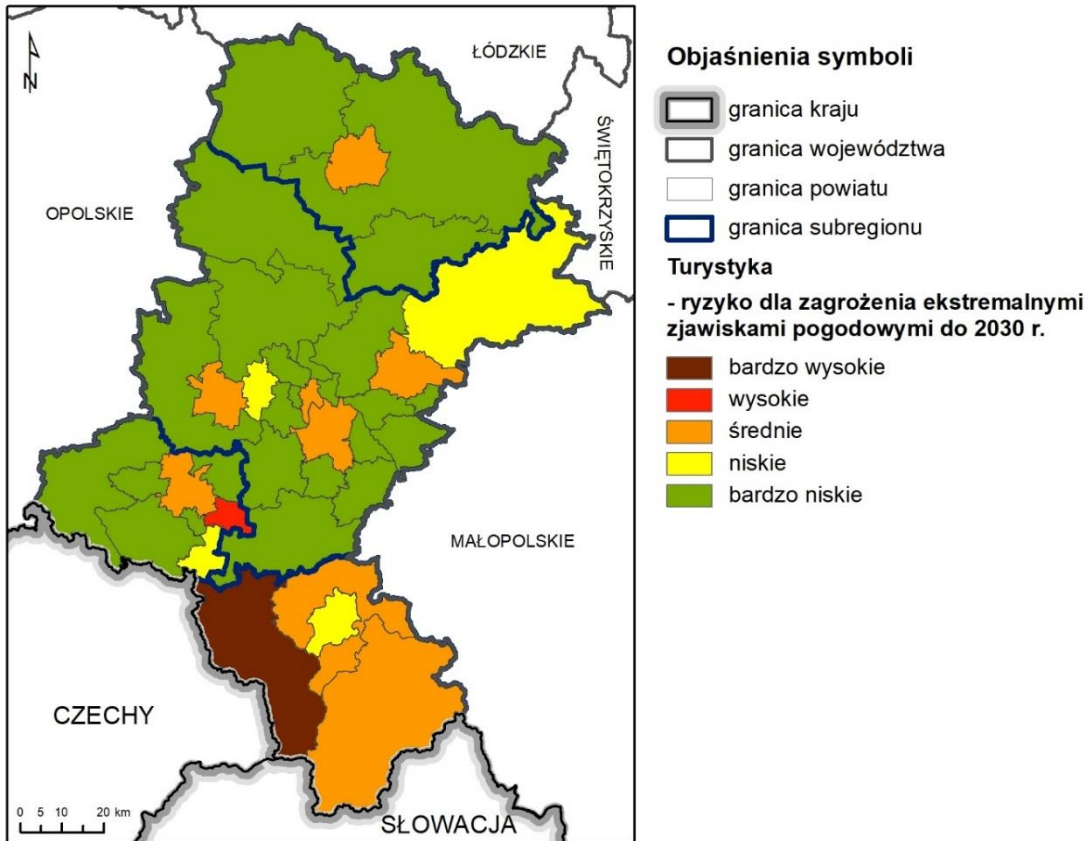 N
ŁÓDZKIE
ŚWIĘTOKRZYSKIE
OPOLSKIE
MAŁOPOLSKIE
CZECHY
SŁOWACJA
0 5 10 20 km
Objaśnienia symboli
granica kraju
granica województwa
granica powiatu
granica subregionu
Turystyka
- ryzyko dla zagrożenia ekstremalnymi
zjawiskami pogodowymi do 2030 r.
bardzo wysokie
wysokie
średnie
niskie
bardzo niskie